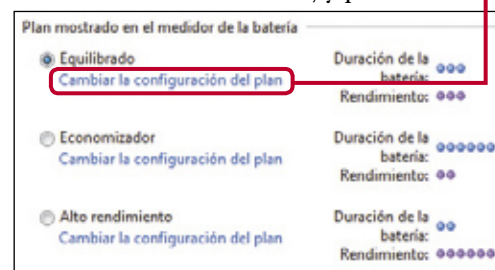 Plan mostrado en el medidor de la batería
Equilibrado
Cambiar la configuración del plan
Duración de la
batería:
Rendimiento:
Economizador
Cambiar la configuración del plan
Duración de la
batería:
Rendimiento:
Alto rendimiento
Cambiar la configuración del plan
Duración de la
batería:
Rendimiento: